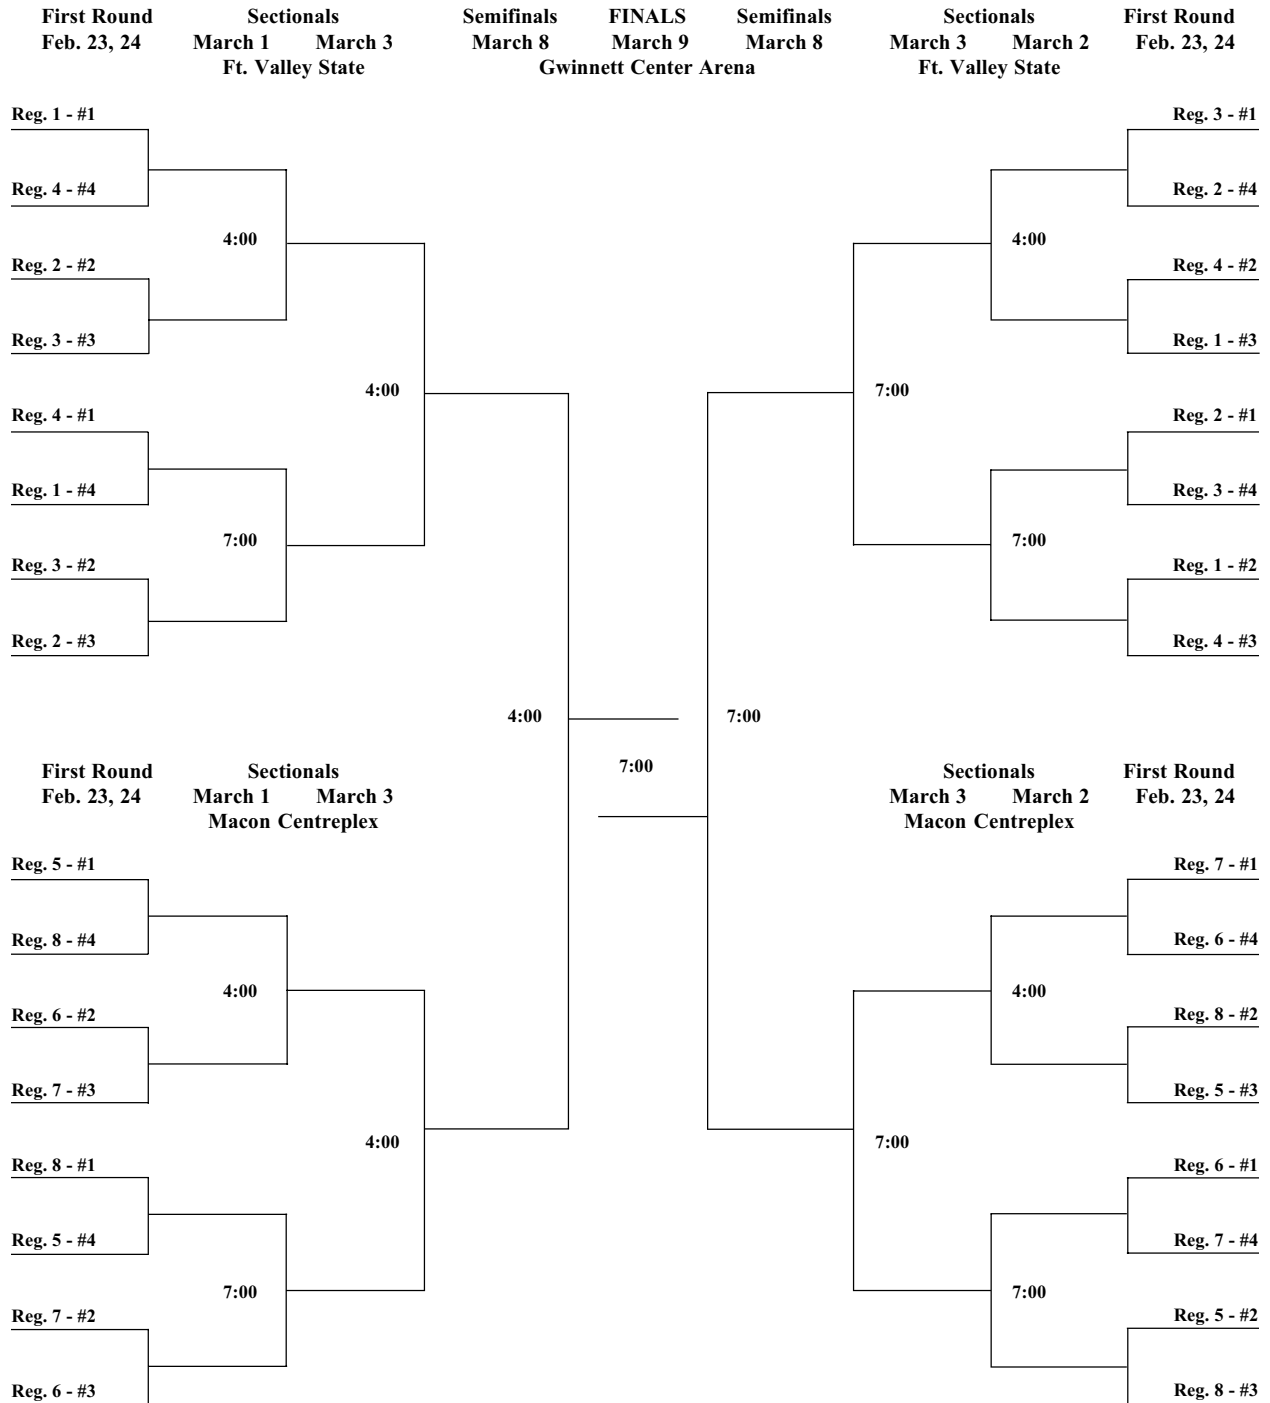 First Round Sectionals Semifinals FINALS Semifinals Sectionals First Round
Feb. 23, 24 March 1 March 3 March 8 March 9 March 8 March 3 March 2 Feb. 23, 24
Ft. Valley State Gwinnett Center Arena Ft. Valley State
Reg. 1 - #1 Reg. 3 - #1
Reg. 4 - #4 Reg. 2 - #4
4:00 4:00
Reg. 2 - #2 Reg. 4 - #2
Reg. 3 - #3 Reg. 1 - #3
4:00 7:00
Reg. 4 - #1 Reg. 2 - #1
Reg. 1 - #4 Reg. 3 - #4
7:00 7:00
Reg. 3 - #2 Reg. 1 - #2
Reg. 2 - #3 Reg. 4 - #3
4:00 7:00
7:00
First Round Sectionals Sectionals First Round
Feb. 23, 24 March 1 March 3 March 3 March 2 Feb. 23, 24
Macon Centreplex Macon Centreplex
Reg. 5 - #1 Reg. 7 - #1
Reg. 8 - #4 Reg. 6 - #4
4:00 4:00
Reg. 6 - #2 Reg. 8 - #2
Reg. 7 - #3 Reg. 5 - #3
4:00 7:00
Reg. 8 - #1 Reg. 6 - #1
Reg. 5 - #4 Reg. 7 - #4
7:00 7:00
Reg. 7 - #2 Reg. 5 - #2
Reg. 6 - #3 Reg. 8 - #3